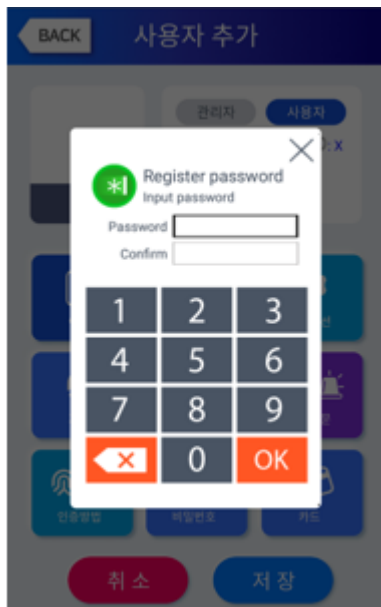 BACK
사용자 추가
관리자
사용자
: X
Register password
Input password
Password
Confirm
1 2 3
4 5 6
7 8 9
0 OK
인증방법
비밀번호
카드
취소
저장